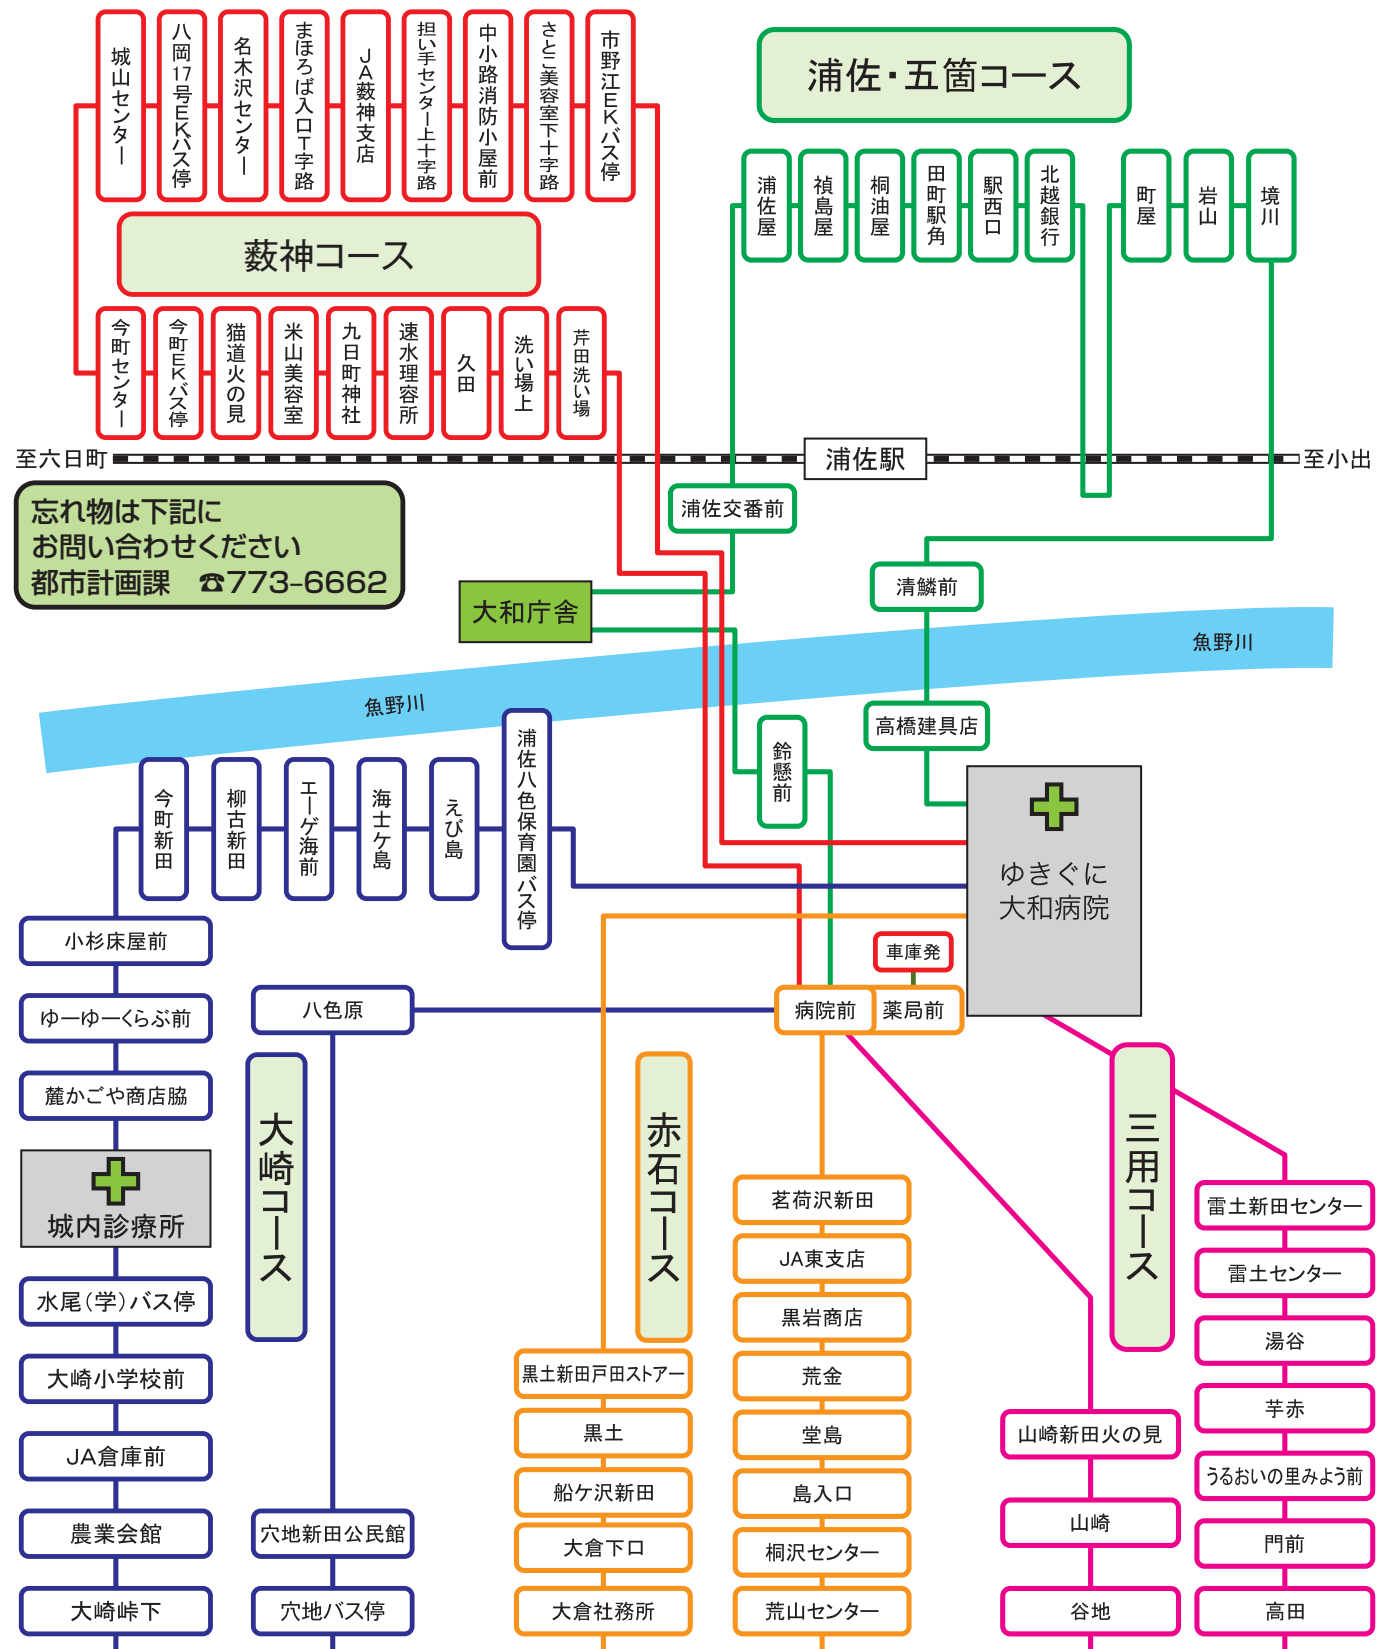 城山センター
八岡17号EKバス停
名木沢センター
まほろば入口T字路
JA薮神支店
担い手センター上十字路
中小路消防小屋前
さとこ美容室下十字路
市野江EKバス停
薮神コース
今町センター
今町EKバス停
猫道火の見
米山美容室
九日町神社
速水理容所
久田
洗い場上
芹田洗い場
浦佐・五箇コース
浦佐屋
禎島屋
桐油屋
田町駅角
駅西口
北越銀行
町屋
岩山
境川
至六日町
浦佐駅
至小出
忘れ物は下記に
お問い合わせください
都市計画課 ☎773-6662
浦佐交番前
大和庁舎
清鱗前
魚野川
魚野川
高橋建具店
鈴懸前
今町新田
柳古新田
エーゲ海前
海士ケ島
えび島
浦佐八色保育園バス停
ゆきぐに
大和病院
小杉床屋前
ゆーゆーくらぶ前
麓かごや商店脇
城内診療所
水尾(学)バス停
大崎小学校前
JA倉庫前
農業会館
大崎峠下
八色原
大崎コース
穴地新田公民館
穴地バス停
車庫発
病院前
薬局前
赤石コース
黒土新田戸田ストアー
黒土
船ケ沢新田
大倉下口
大倉社務所
茗荷沢新田
JA東支店
黒岩商店
荒金
堂島
島入口
桐沢センター
荒山センター
三用コース
山崎新田火の見
山崎
谷地
雷土新田センター
雷土センター
湯谷
芋赤
うるおいの里みよう前
門前
高田